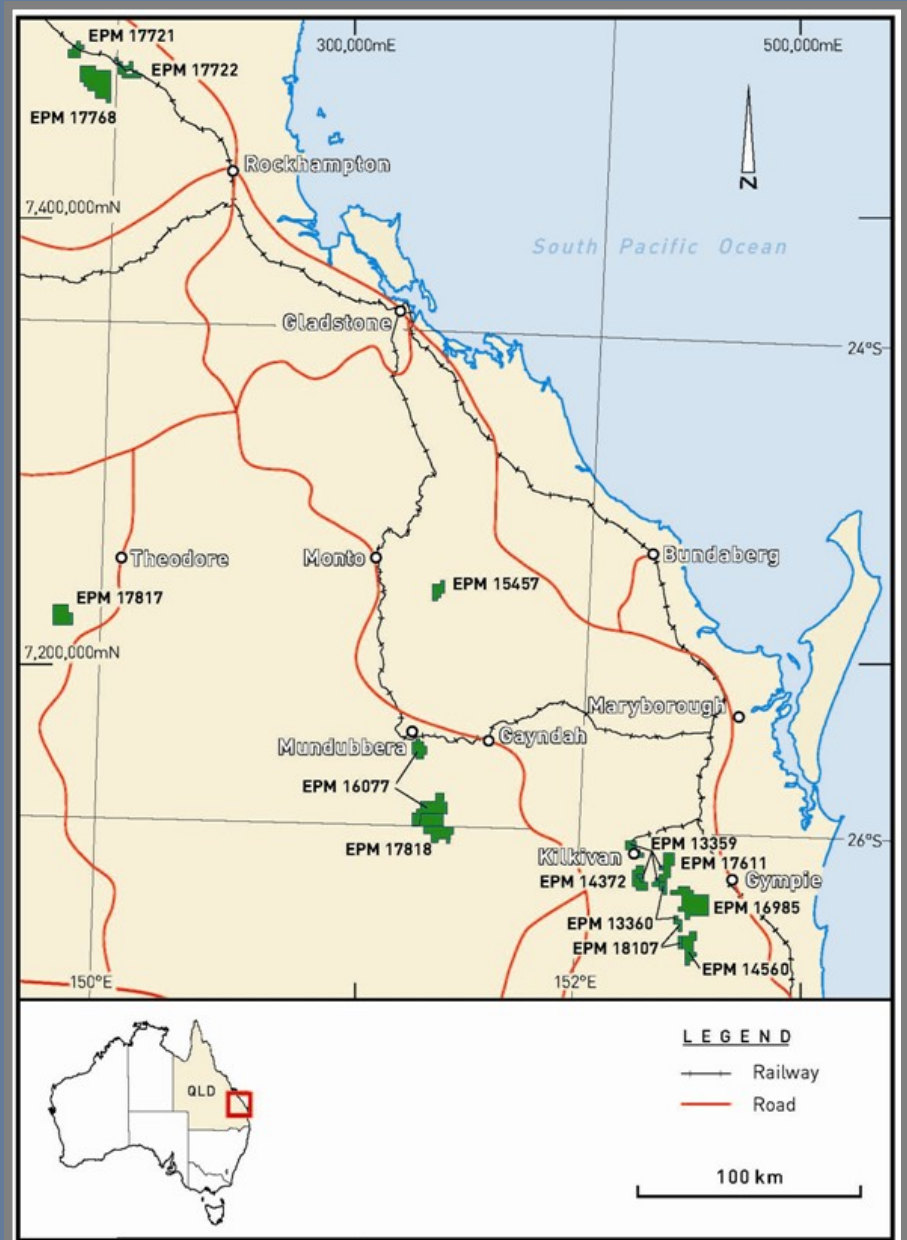 EPM 17721
300,000mE
500,000mE
EPM 17722
EPM 17768
N
Rockhampton
7,400,000mN
South Pacific Ocean
Gladstone
24°S
Theodore
Monto
Bundaberg
EPM 15457
EPM 17817
7,200,000mN
Maryborough
Gayndah
Mundubbera
EPM 16077
EPM 17818
26°S
EPM 13359
Kilkivan
EPM 17611
EPM 14372
Gympie
EPM 16985
EPM 13360
EPM 18107
EPM 14560
150°E
152°E
LEGEND
QLD
Railway
Road
100 km